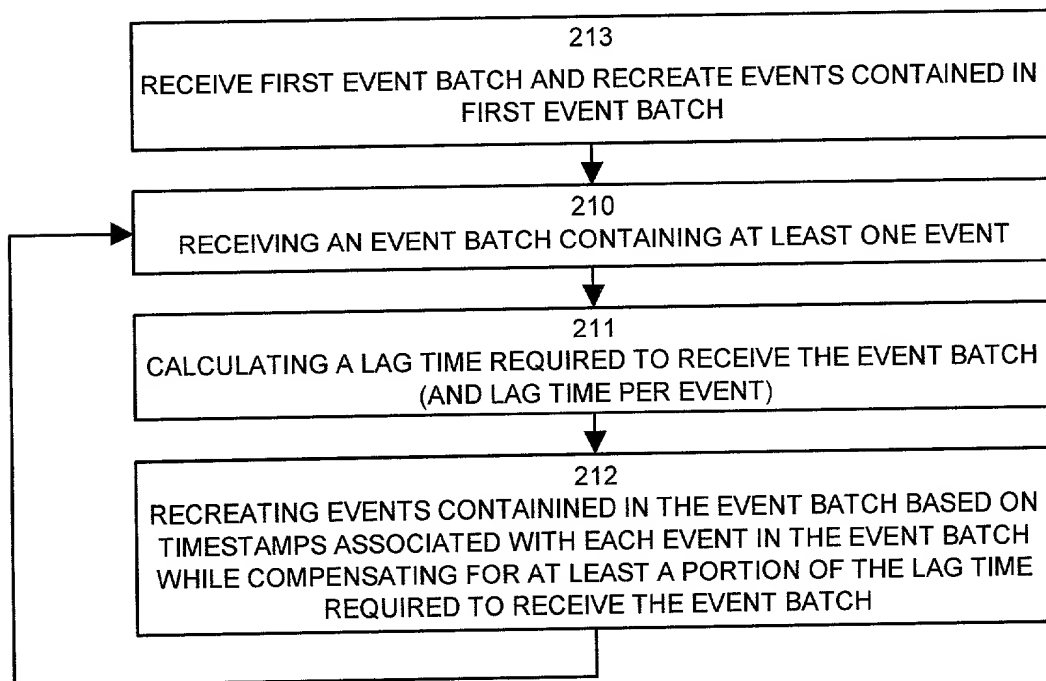 213
RECEIVE FIRST EVENT BATCH AND RECREATE EVENTS CONTAINED IN
FIRST EVENT BATCH
210
RECEIVING AN EVENT BATCH CONTAINING AT LEAST ONE EVENT
211
CALCULATING A LAG TIME REQUIRED TO RECEIVE THE EVENT BATCH
(AND LAG TIME PER EVENT)
212
RECREATING EVENTS CONTAININED IN THE EVENT BATCH BASED ON
TIMESTAMPS ASSOCIATED WITH EACH EVENT IN THE EVENT BATCH
WHILE COMPENSATING FOR AT LEAST A PORTION OF THE LAG TIME
REQUIRED TO RECEIVE THE EVENT BATCH